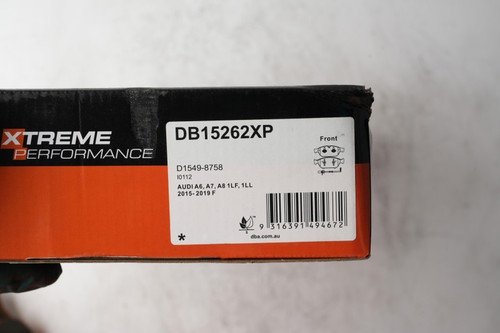 XTREME
PERFORMANCE
DB15262XP
Front
D1549-8758
I0112
AUDI A6, A7, A8 1LF, 1LL
2015-2019 F
*
dba.com.au
9 316391 494672